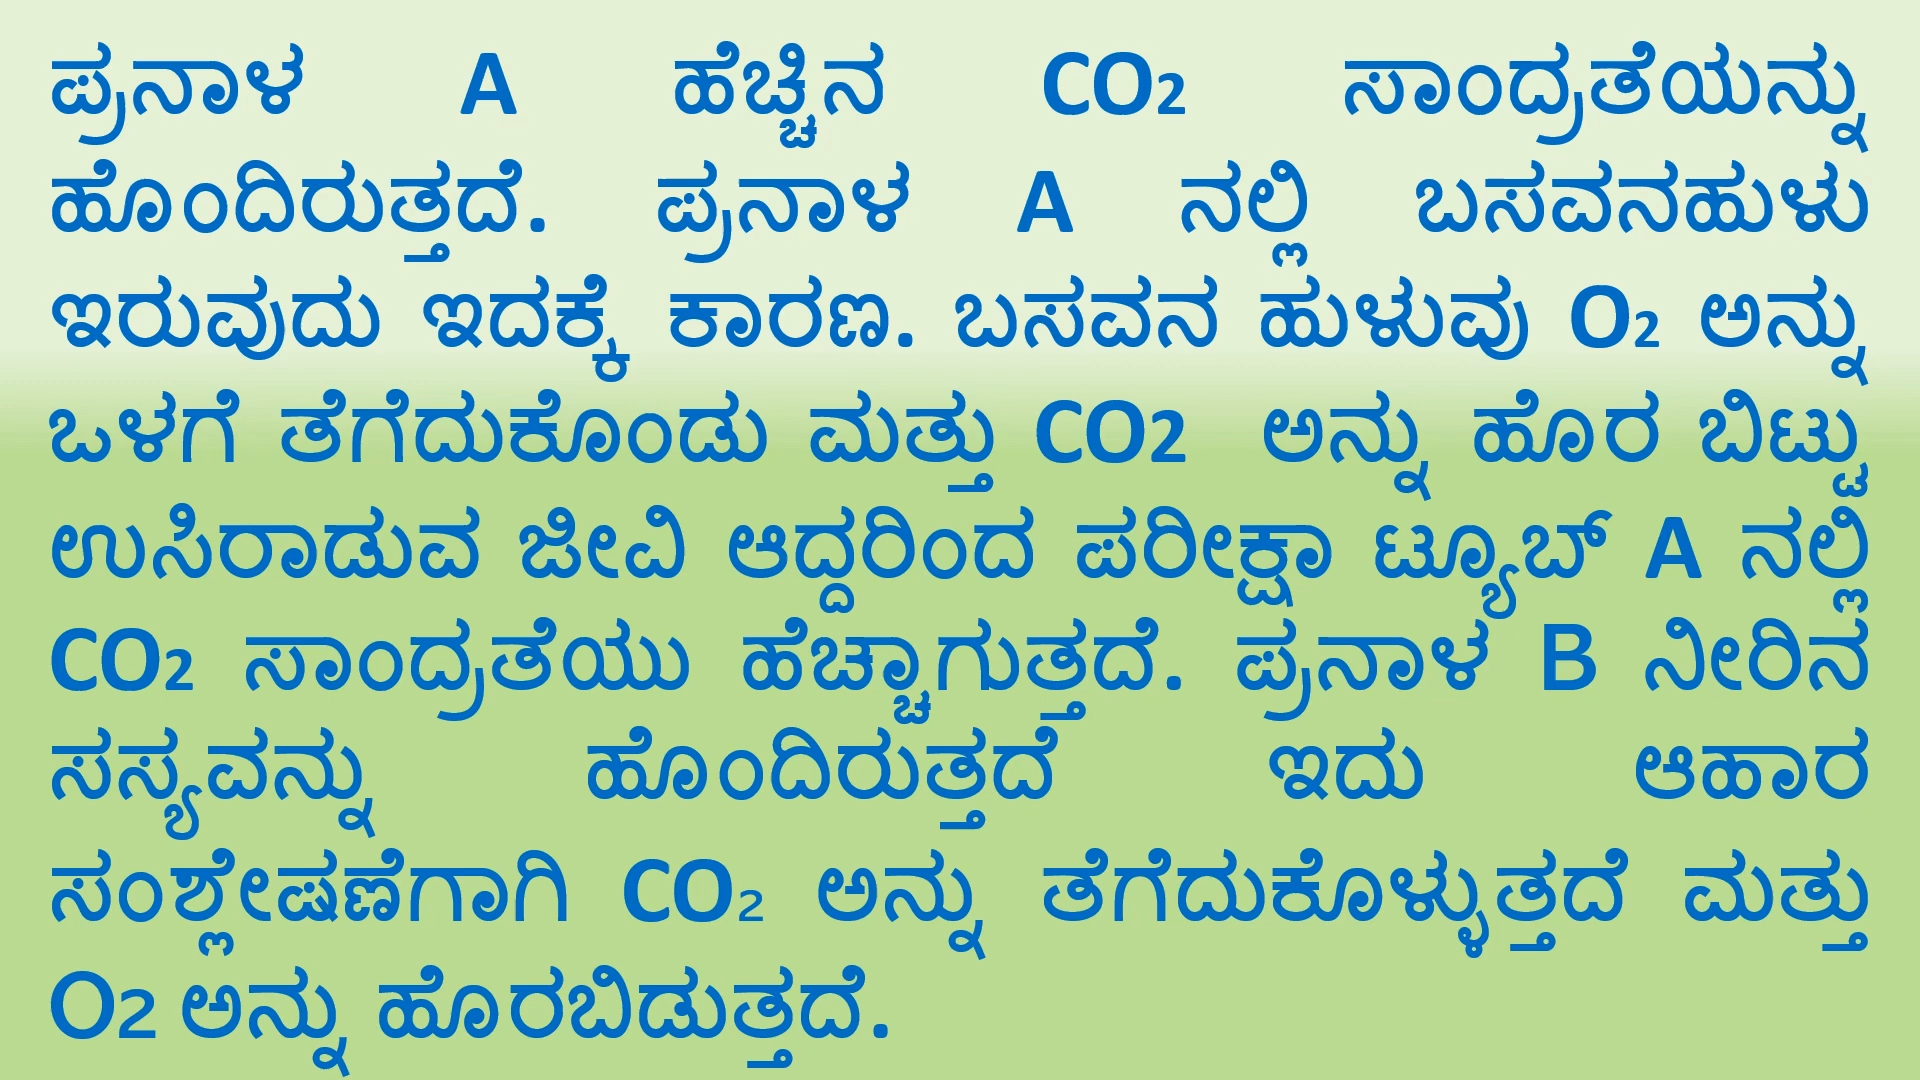 ಪ್ರನಾಳ A ಹೆಚ್ಚಿನ CO₂ ಸಾಂದ್ರತೆಯನ್ನು
ಹೊಂದಿರುತ್ತದೆ. ಪ್ರನಾಳ A ನಲ್ಲಿ ಬಸವನಹುಳು
ಇರುವುದು ಇದಕ್ಕೆ ಕಾರಣ. ಬಸವನ ಹುಳುವು O₂ ಅನ್ನು
ಒಳಗೆ ತೆಗೆದುಕೊಂಡು ಮತ್ತು CO2 ಅನ್ನು ಹೊರ ಬಿಟ್ಟು
ಉಸಿರಾಡುವ ಜೀವಿ ಆದ್ದರಿಂದ ಪರೀಕ್ಷಾ ಟ್ಯೂಬ್ A ನಲ್ಲಿ
CO₂ ಸಾಂದ್ರತೆಯು ಹೆಚ್ಚಾಗುತ್ತದೆ. ಪ್ರನಾಳ B ನೀರಿನ
ಸಸ್ಯವನ್ನು ಹೊಂದಿರುತ್ತದೆ ಇದು ಆಹಾರ
ಸಂಶ್ಲೇಷಣೆಗಾಗಿ CO₂ ಅನ್ನು ತೆಗೆದುಕೊಳ್ಳುತ್ತದೆ ಮತ್ತು
O2 ಅನ್ನು ಹೊರಬಿಡುತ್ತದೆ.